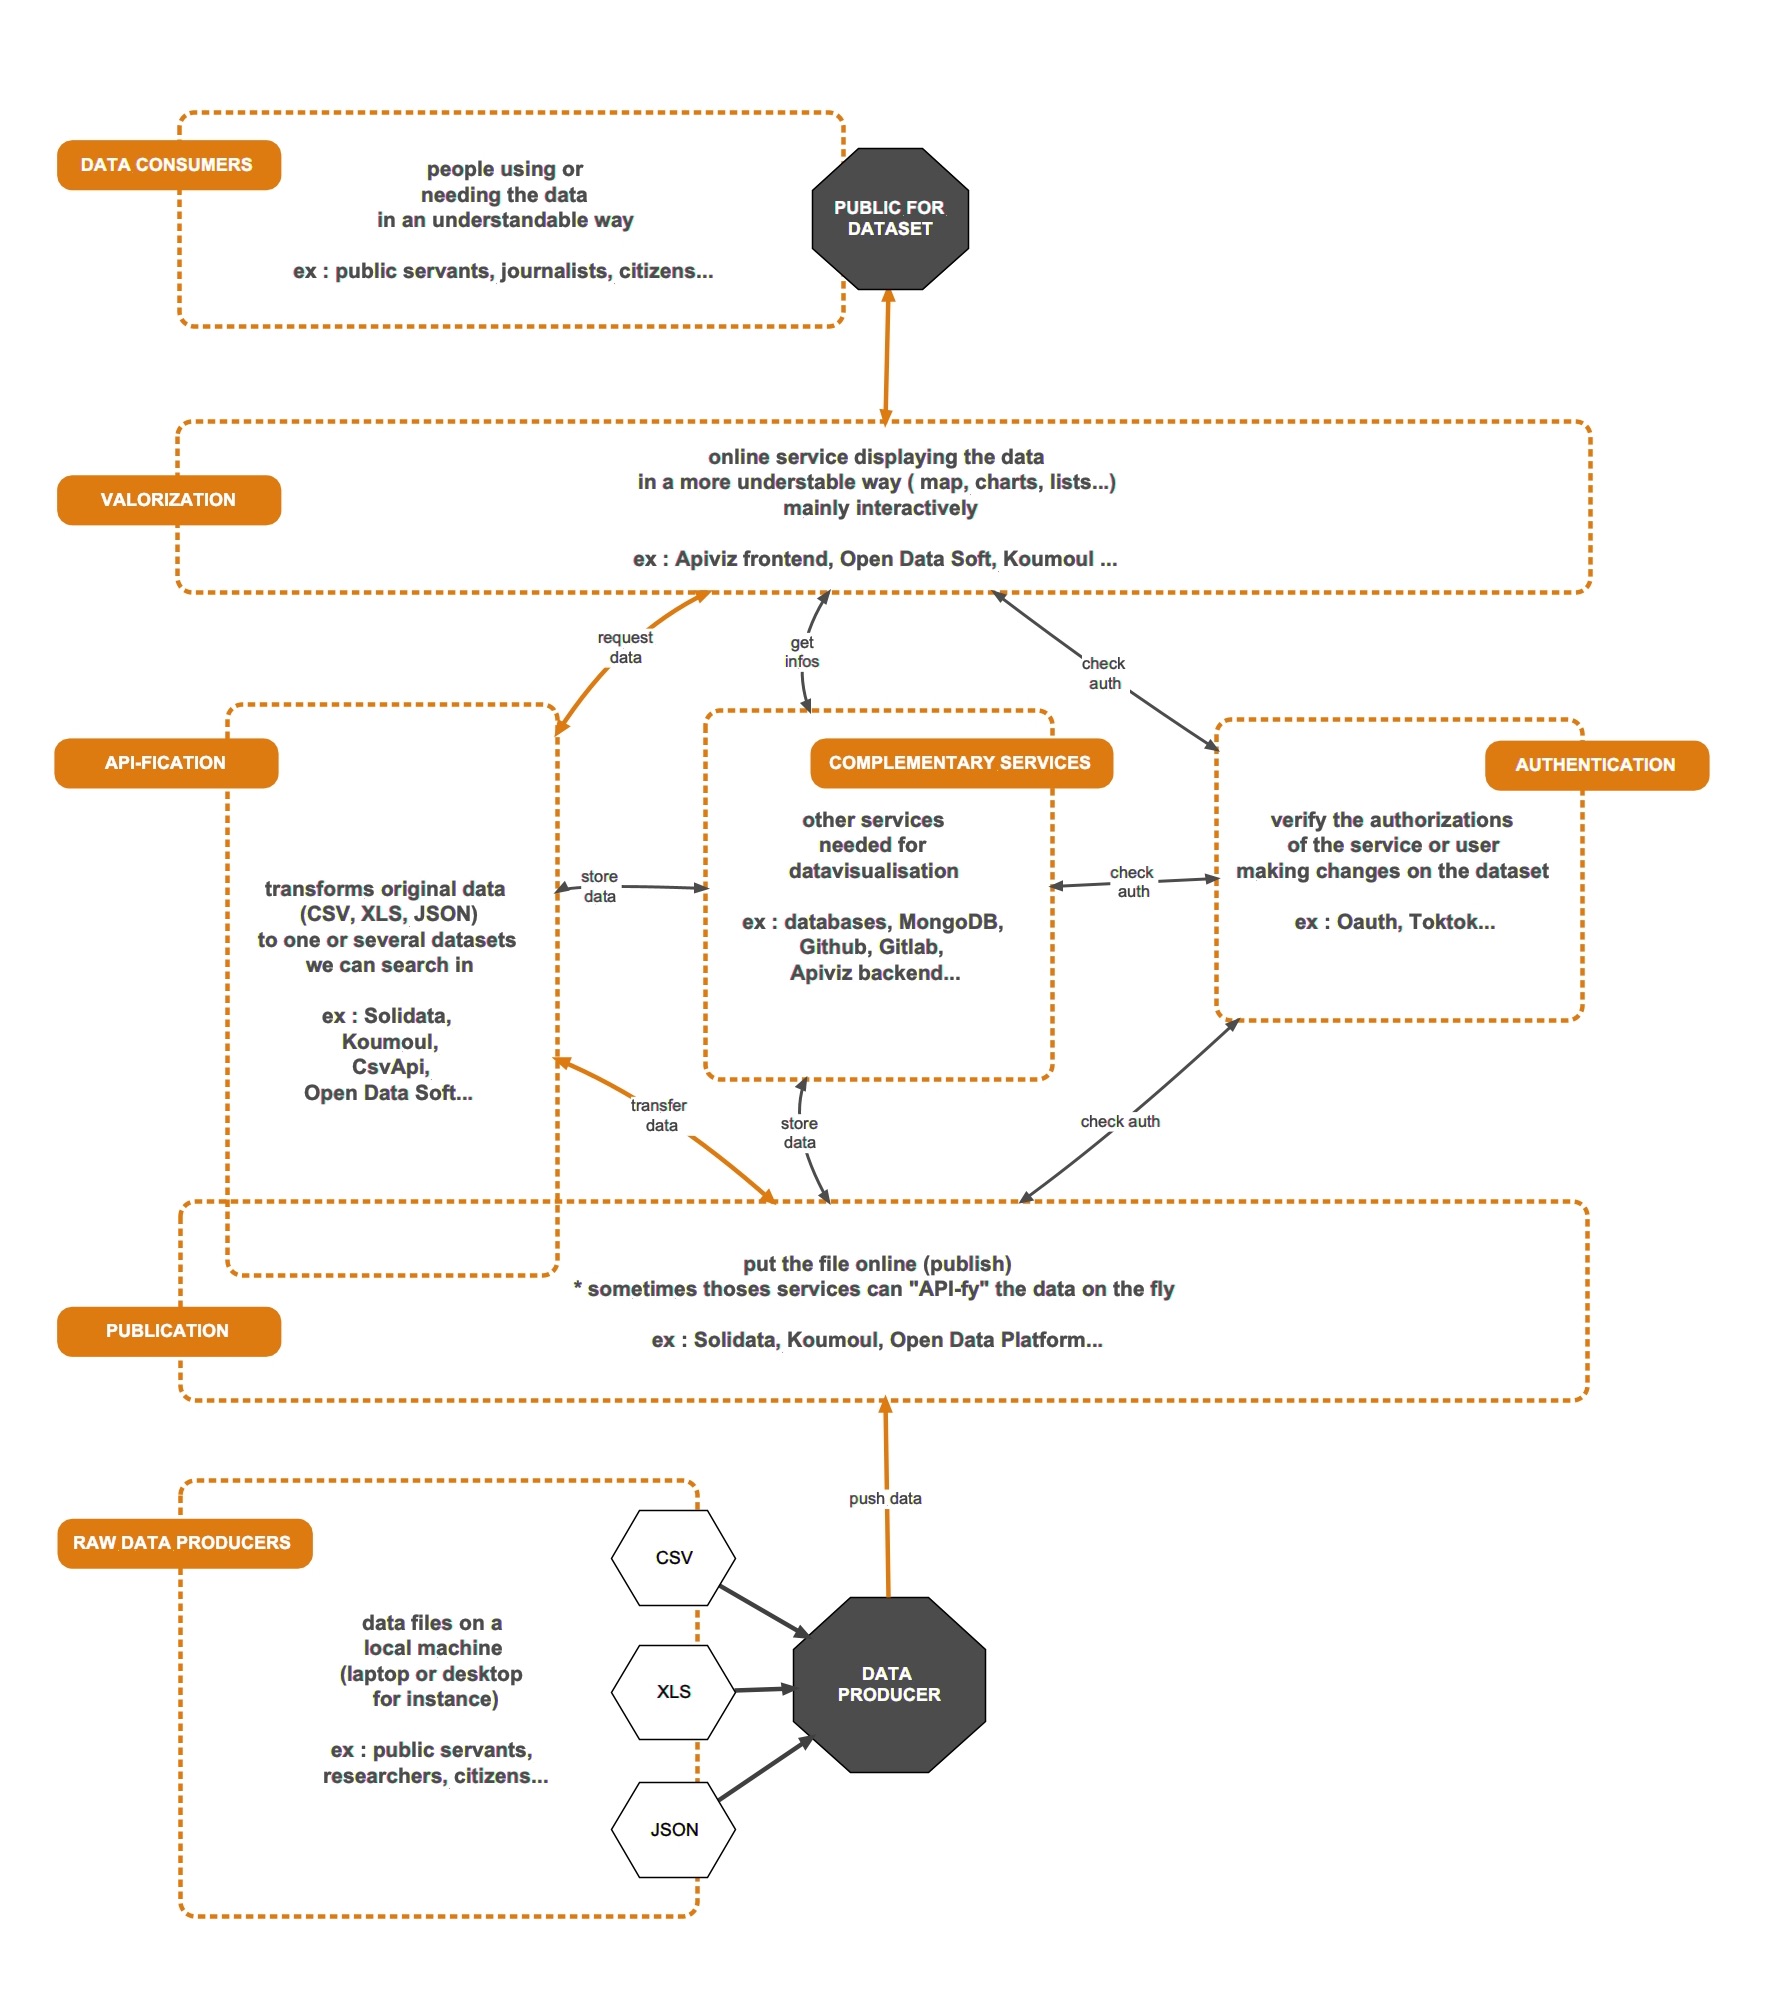 DATA CONSUMERS
people using or
needing the data
in an understandable way
ex : public servants, journalists, citizens...
PUBLIC FOR
DATASET
VALORIZATION
online service displaying the data
in a more understable way ( map, charts, lists...)
mainly interactively
ex : Apiviz frontend, Open Data Soft, Koumoul ...
request
data
get
infos
check
auth
API-FICATION
transforms original data
(CSV, XLS, JSON)
to one or several datasets
we can search in
ex : Solidata,
Koumoul,
CsvApi,
Open Data Soft...
store
data
COMPLEMENTARY SERVICES
other services
needed for
datavisualisation
ex : databases, MongoDB,
Github, Gitlab,
Apiviz backend...
check
auth
AUTHENTICATION
verify the authorizations
of the service or user
making changes on the dataset
ex : Oauth, Toktok...
transfer
data
store
data
check auth
PUBLICATION
put the file online (publish)
* sometimes thoses services can "API-fy" the data on the fly
ex : Solidata, Koumoul, Open Data Platform...
push data
RAW DATA PRODUCERS
data files on a
local machine
(laptop or desktop
for instance)
ex : public servants,
researchers, citizens...
CSV
XLS
JSON
DATA
PRODUCER